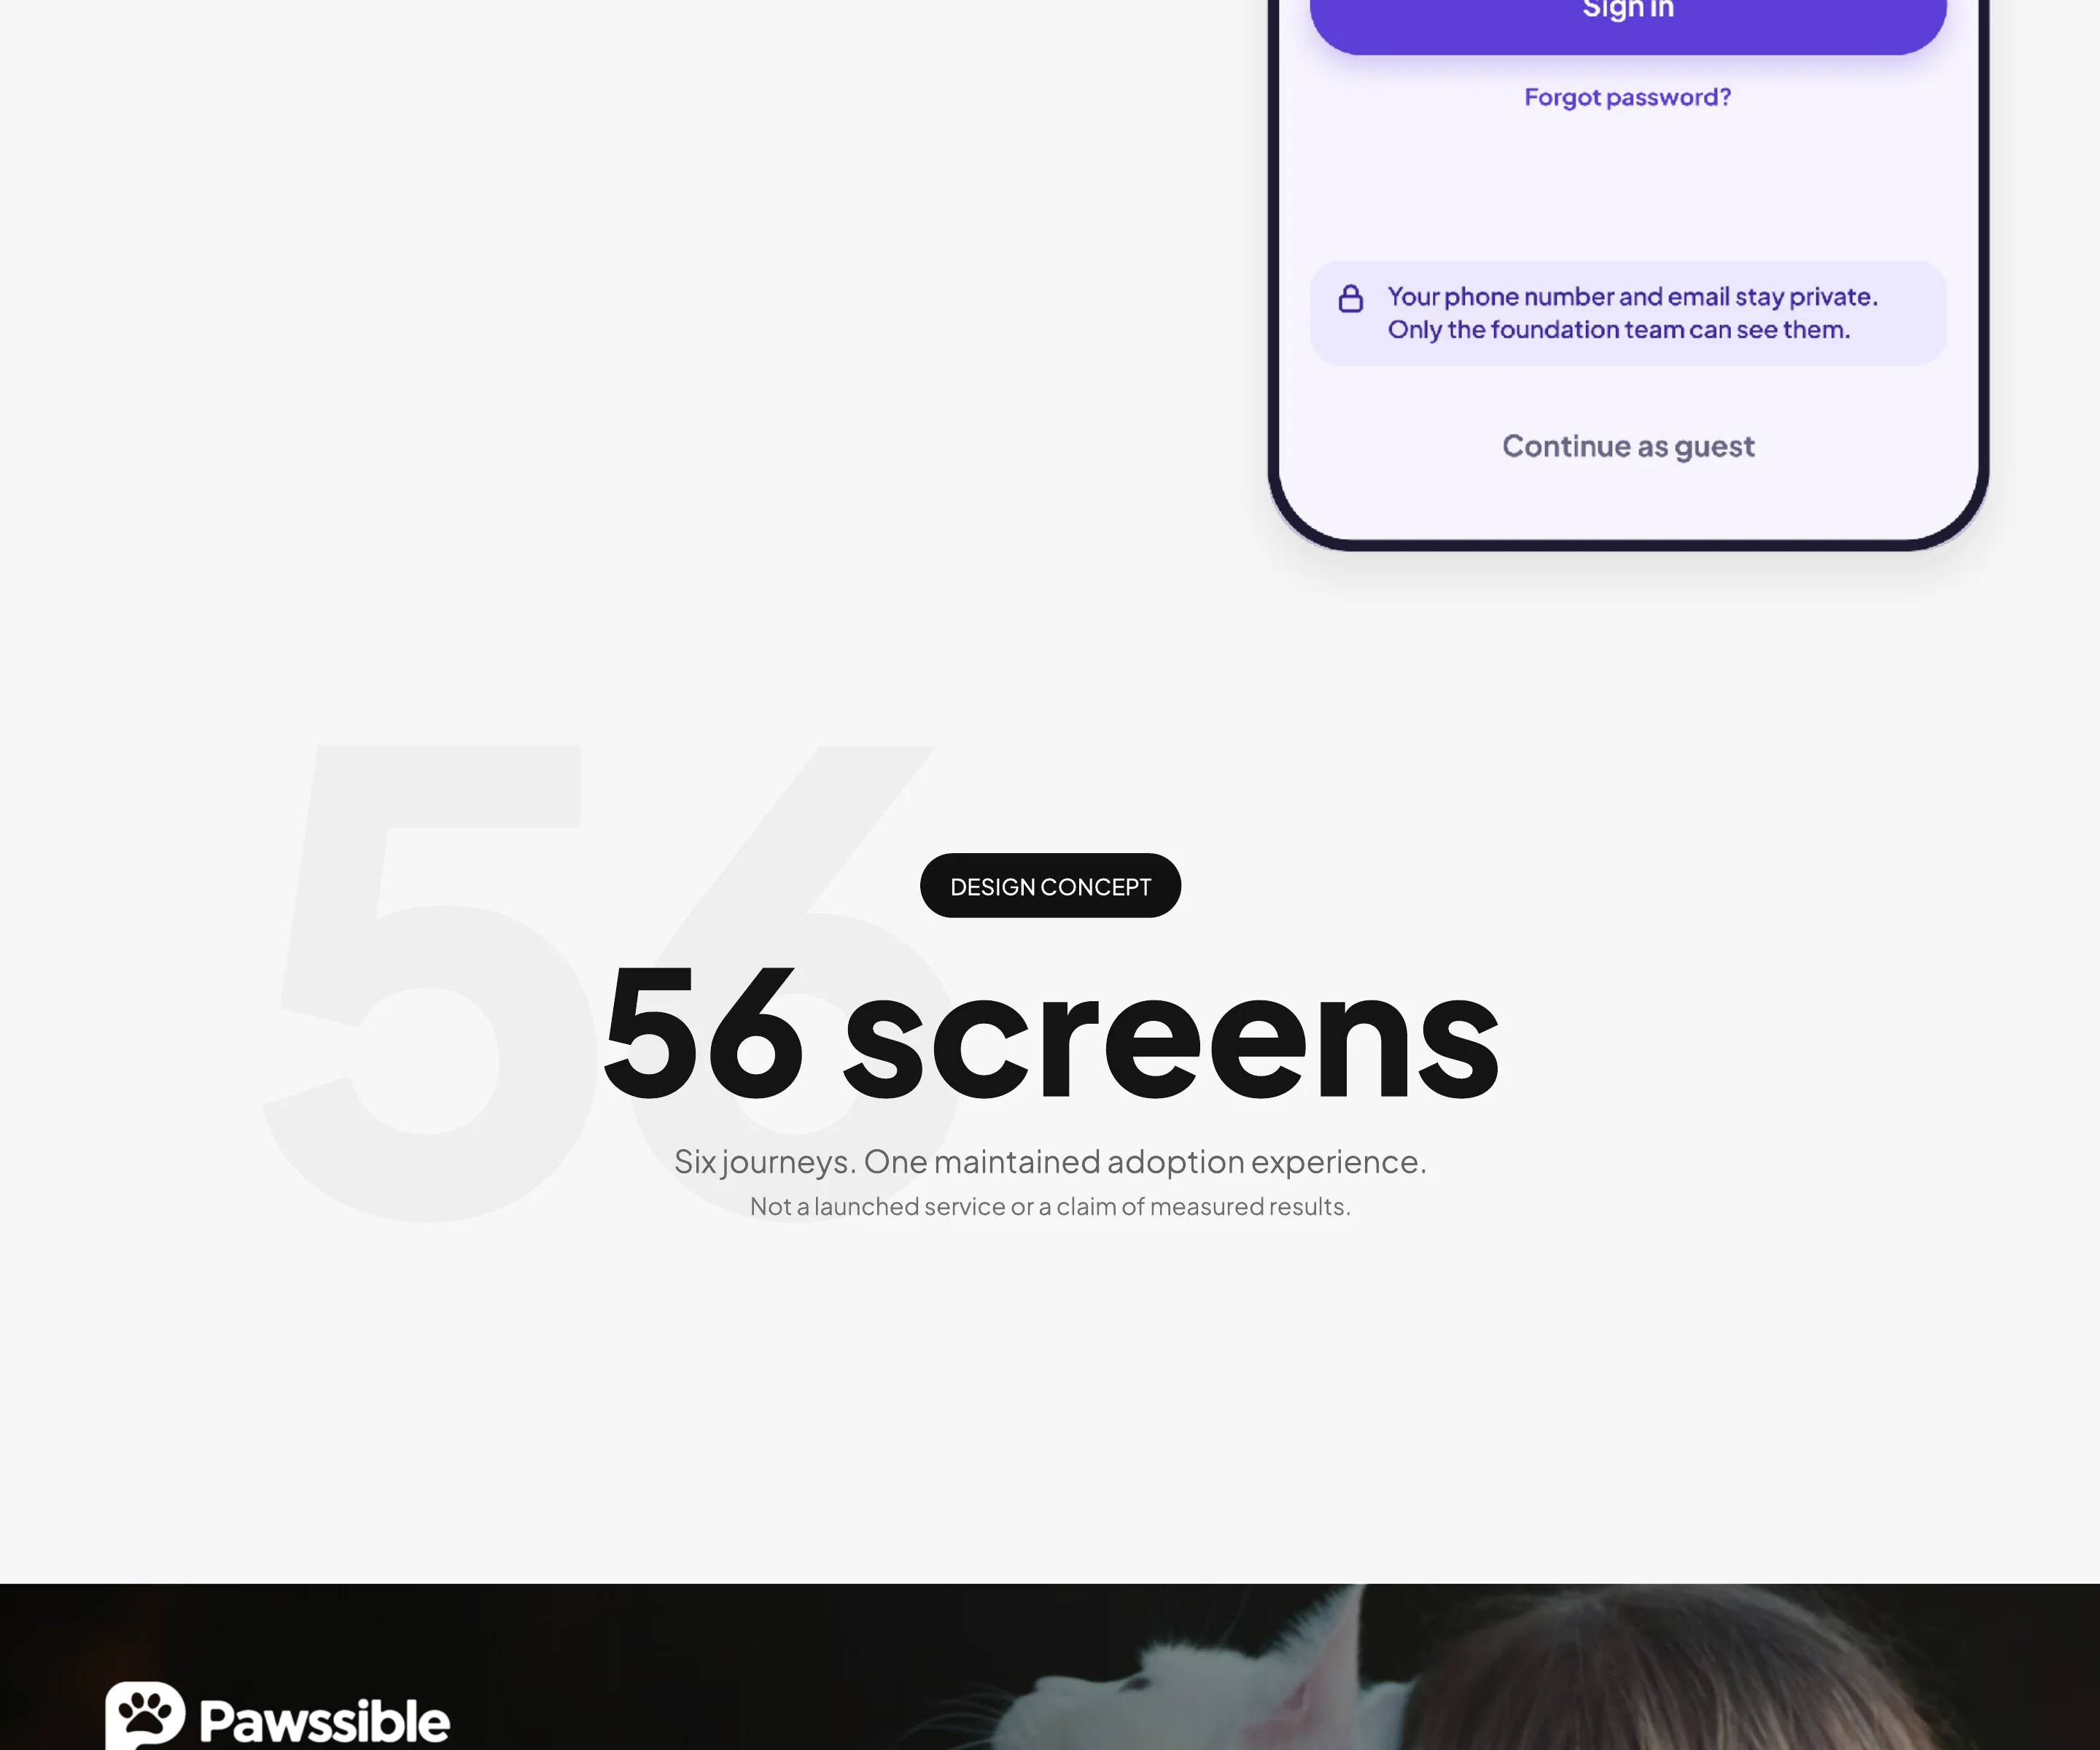 Sign in
Forgot password?
Your phone number and email stay private.
Only the foundation team can see them.
Continue as guest
56
DESIGN CONCEPT
56 screens
Six journeys. One maintained adoption experience.
Not a launched service or a claim of measured results.
Pawssible